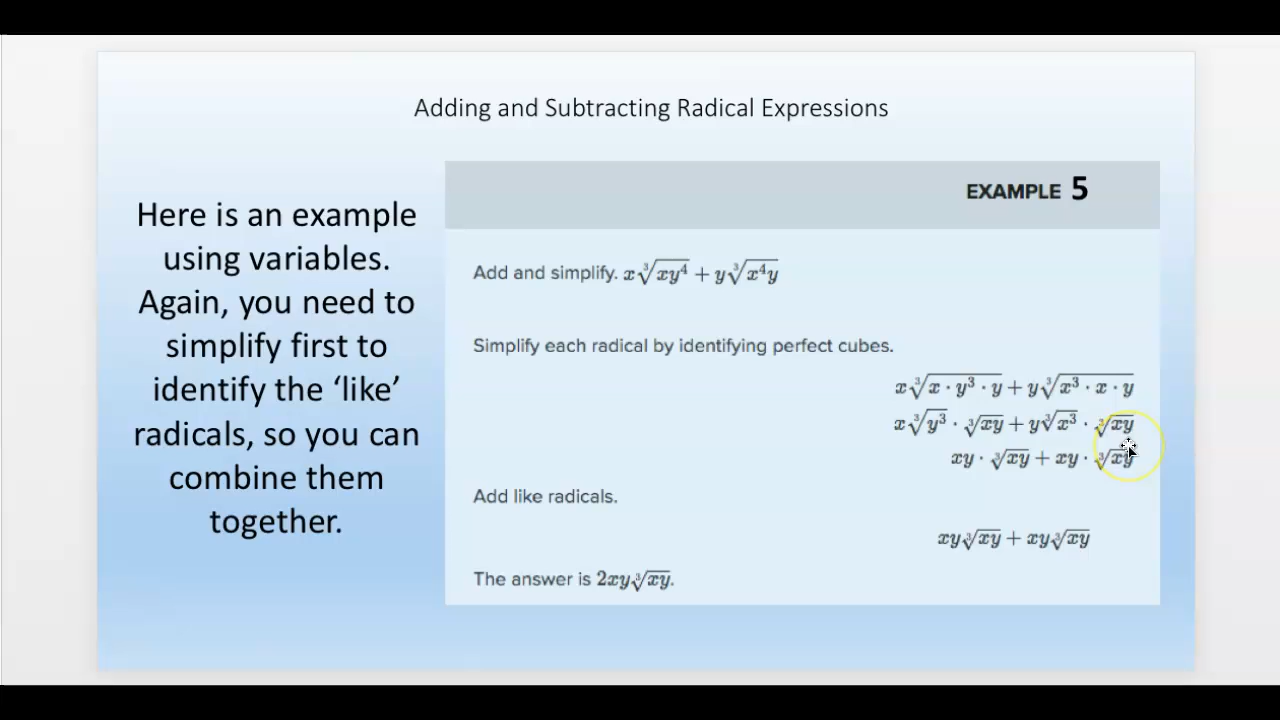 Adding and Subtracting Radical Expressions
Here is an example
using variables.
Again, you need to
simplify first to
identify the ‘like’
radicals, so you can
combine them
together.
EXAMPLE 5
Add and simplify. x∛(xy⁴) + y∛(x⁴y)
Simplify each radical by identifying perfect cubes.
x∛(x · y³ · y) + y∛(x³ · x · y)
x∛(y³) · ∛(xy) + y∛(x³) · ∛(xy)
xy · ∛(xy) + xy · ∛(xy)
Add like radicals.
xy∛(xy) + xy∛(xy)
The answer is 2xy∛(xy).